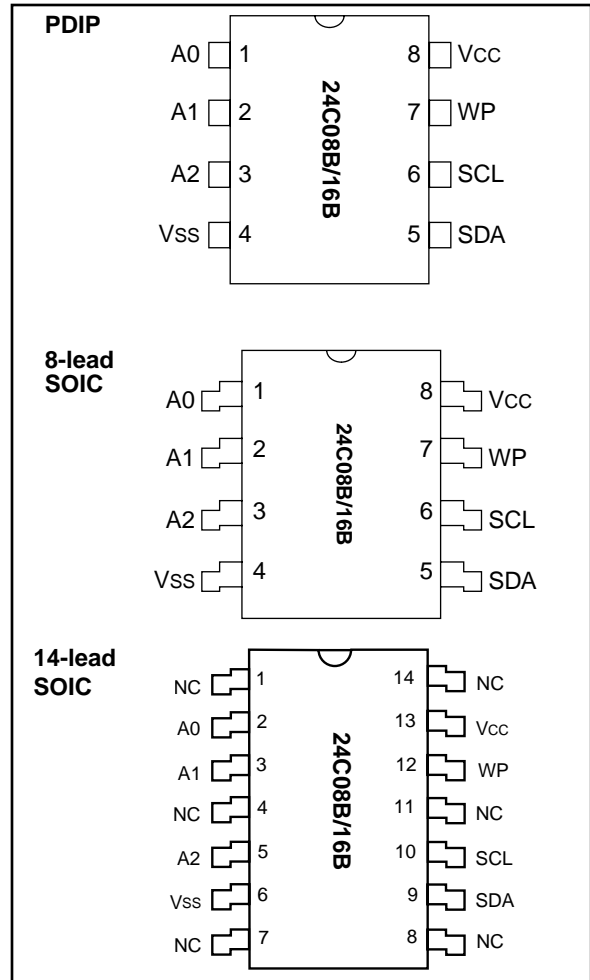 PDIP
A0 1 8 VCC
A1 2 7 WP
A2 3 6 SCL
VSS 4 5 SDA
24C08B/16B
8-lead
SOIC
A0 1 8 VCC
A1 2 7 WP
A2 3 6 SCL
VSS 4 5 SDA
24C08B/16B
14-lead
SOIC
NC 1 14 NC
A0 2 13 VCC
A1 3 12 WP
NC 4 11 NC
A2 5 10 SCL
VSS 6 9 SDA
NC 7 8 NC
24C08B/16B